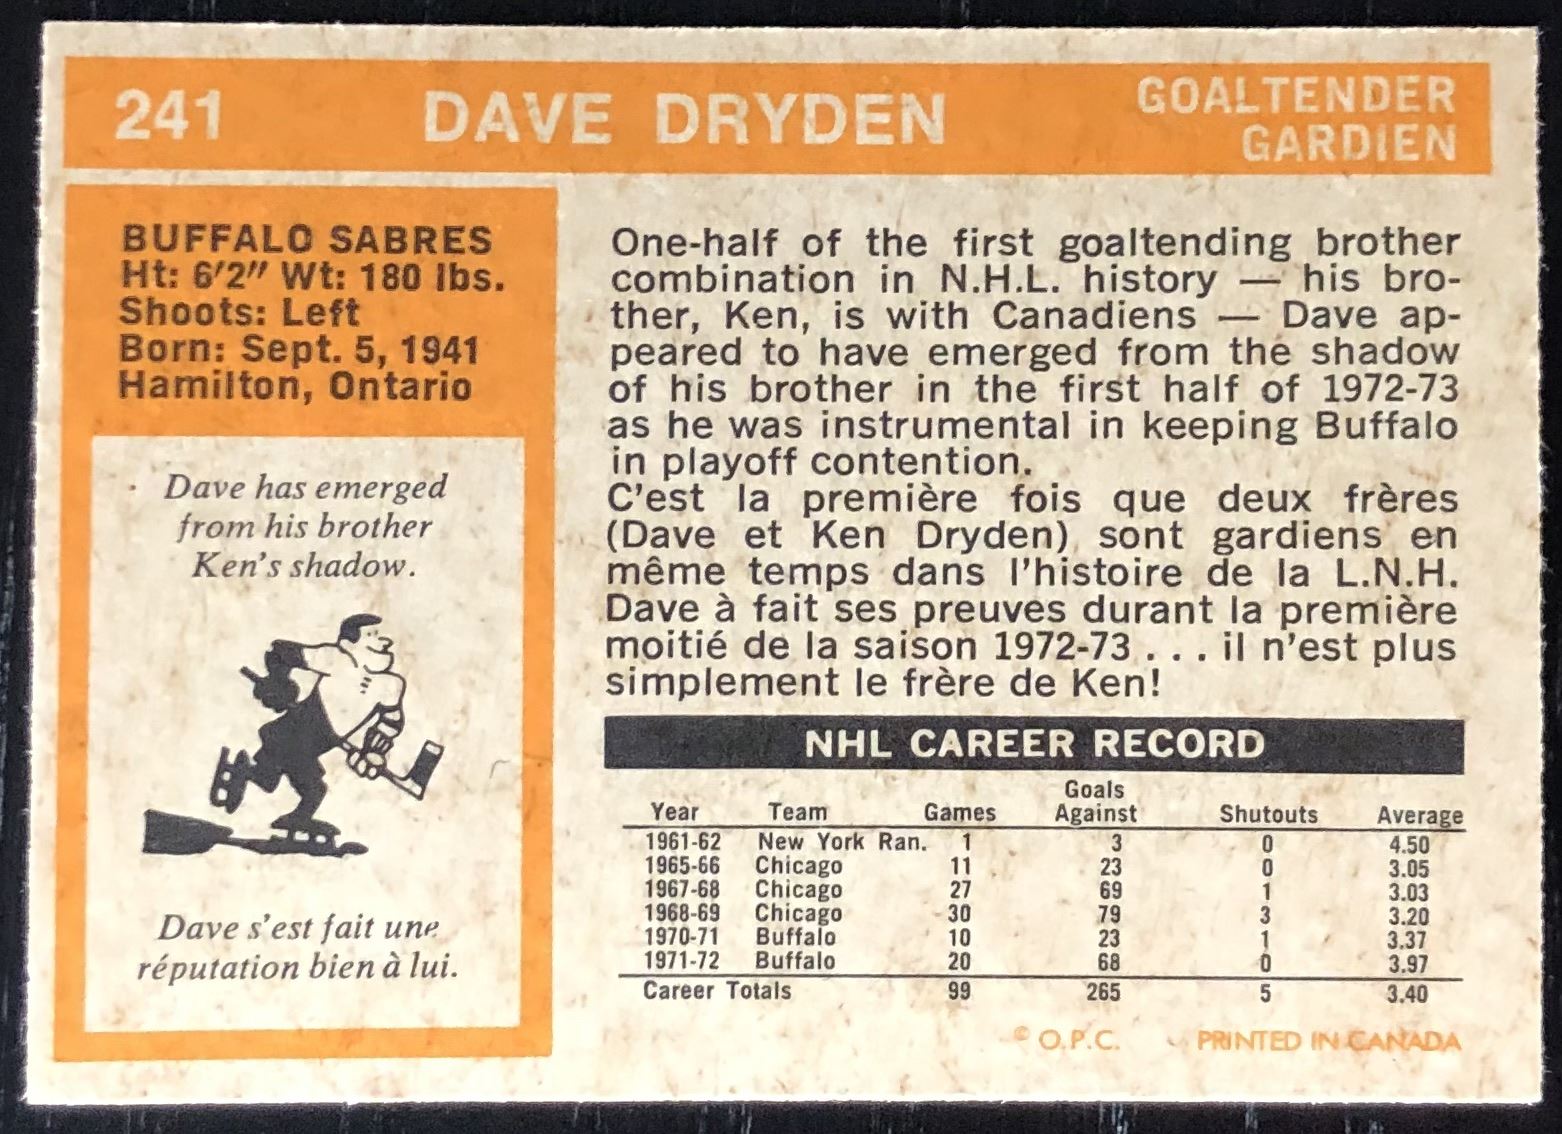 241 DAVE DRYDEN GOALTENDER
GARDIEN
BUFFALO SABRES
Ht: 6'2" Wt: 180 lbs.
Shoots: Left
Born: Sept. 5, 1941
Hamilton, Ontario
Dave has emerged
from his brother
Ken's shadow.
Dave s'est fait une
réputation bien à lui.
One-half of the first goaltending brother
combination in N.H.L. history — his bro-
ther, Ken, is with Canadiens — Dave ap-
peared to have emerged from the shadow
of his brother in the first half of 1972-73
as he was instrumental in keeping Buffalo
in playoff contention.
C'est la première fois que deux frères
(Dave et Ken Dryden) sont gardiens en
même temps dans l'histoire de la L.N.H.
Dave à fait ses preuves durant la première
moitié de la saison 1972-73 . . . il n'est plus
simplement le frère de Ken!
NHL CAREER RECORD
Year Team Games Goals Against Shutouts Average
1961-62 New York Ran. 1 3 0 4.50
1965-66 Chicago 11 23 0 3.05
1967-68 Chicago 27 69 1 3.03
1968-69 Chicago 30 79 3 3.20
1970-71 Buffalo 10 23 1 3.37
1971-72 Buffalo 20 68 0 3.97
Career Totals 99 265 5 3.40
© O.P.C. PRINTED IN CANADA